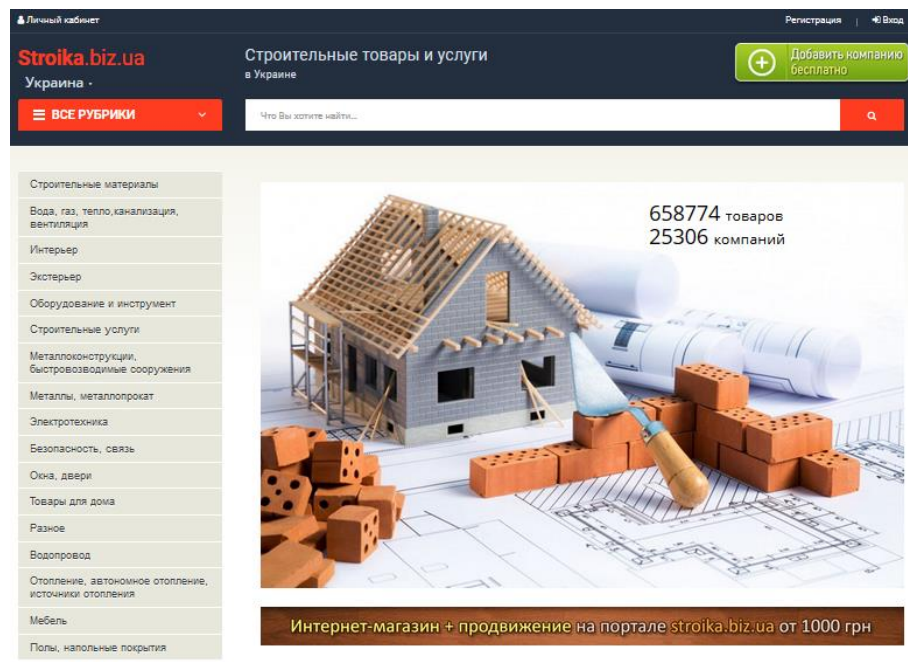 Личный кабинет
Регистрация | Вход
Stroika.biz.ua
Строительные товары и услуги
Добавить компанию
в Украине
бесплатно
Украина
ВСЕ РУБРИКИ
Что Вы хотите найти...
Строительные материалы
Вода, газ, тепло,канализация,
вентиляция
Интерьер
Экстерьер
Оборудование и инструмент
Строительные услуги
Металлоконструкции,
быстровозводимые сооружения
Металлы, металлопрокат
Электротехника
Безопасность, связь
Окна, двери
Товары для дома
Разное
Водопровод
Отопление, автономное отопление,
источники отопления
Мебель
Полы, напольные покрытия
658774 товаров
25306 компаний
Интернет-магазин + продвижение на портале stroika.biz.ua от 1000 грн